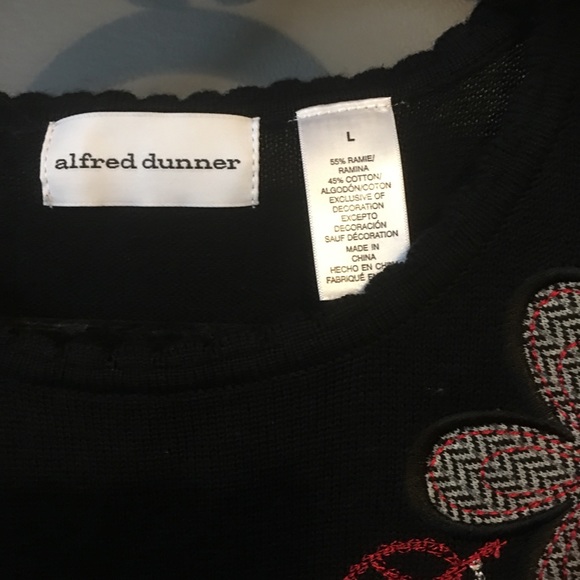 alfred dunner
L
55% RAMIE/
RAMINA
45% COTTON/
ALGODÓN/COTON
EXCLUSIVE OF
DECORATION
EXCEPTO
DECORACIÓN
SAUF DÉCORATION
MADE IN
CHINA
HECHO EN
FABRIQUÉ